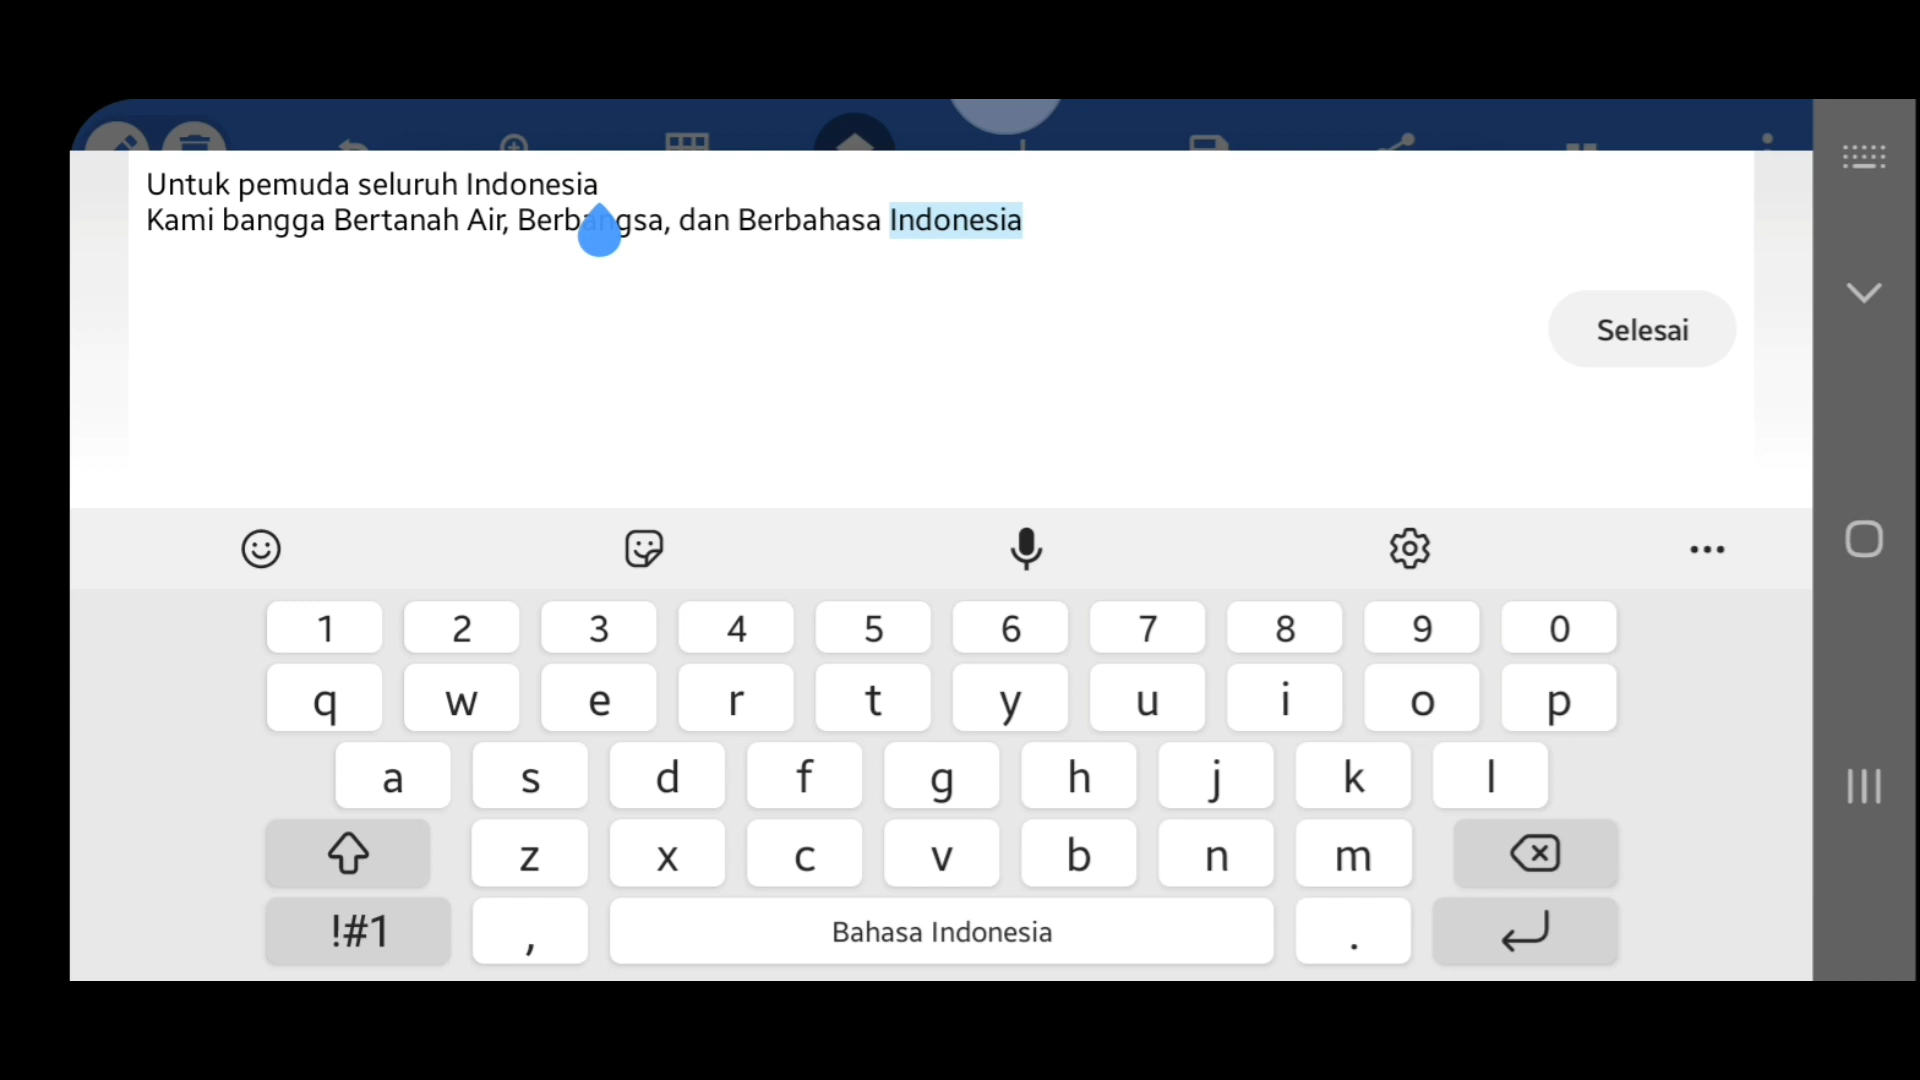 Untuk pemuda seluruh Indonesia
Kami bangga Bertanah Air, Berbangsa, dan Berbahasa Indonesia
Selesai
1 2 3 4 5 6 7 8 9 0
q w e r t y u i o p
a s d f g h j k l
z x c v b n m
!#1 , Bahasa Indonesia .